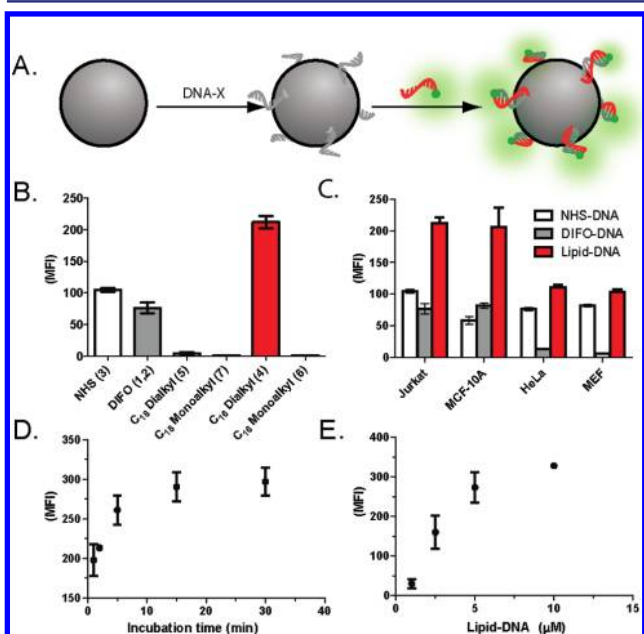 A.
DNA-X
B.
250
200
150
100
50
0
(MFI)
NHS (3)
DIFO (1,2)
C18 Dialkyl (5)
C18 Monoalkyl (7)
C16 Dialkyl (4)
C16 Monoalkyl (6)
C.
250
200
150
100
50
0
(MFI)
NHS-DNA
DIFO-DNA
Lipid-DNA
Jurkat
MCF-10A
HeLa
MEF
D.
350
300
250
200
150
100
(MFI)
0
10
20
30
40
Incubation time (min)
E.
400
300
200
100
0
(MFI)
0
5
10
15
Lipid-DNA (μM)